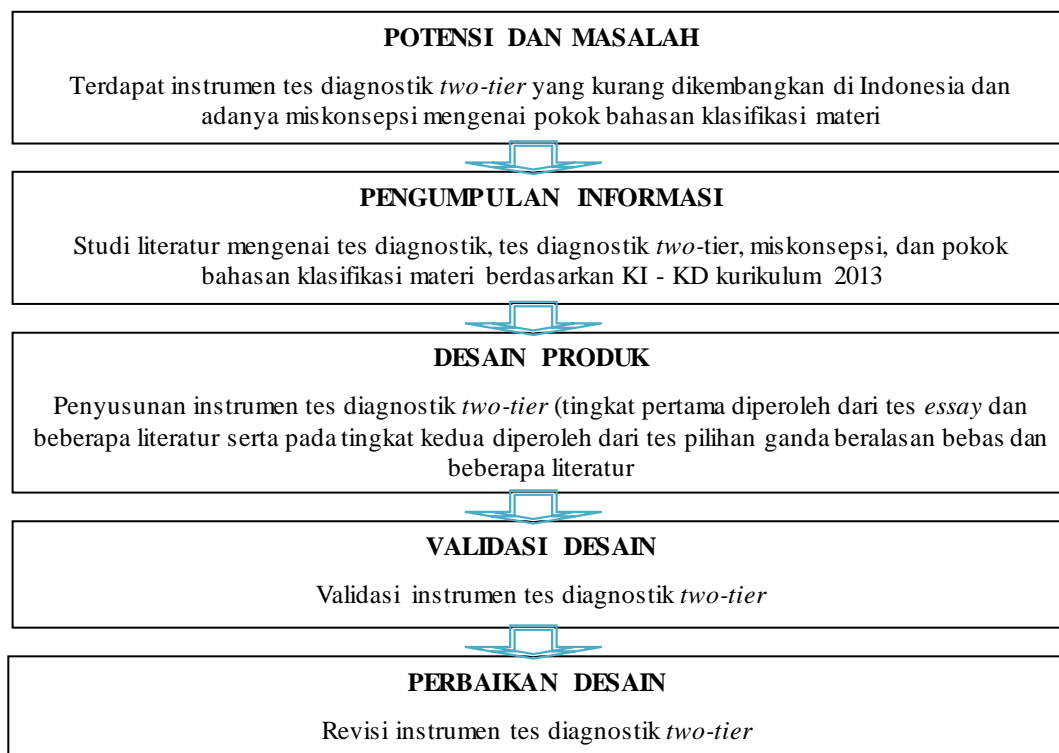 POTENSI DAN MASALAH
Terdapat instrumen tes diagnostik two-tier yang kurang dikembangkan di Indonesia dan
adanya miskonsepsi mengenai pokok bahasan klasifikasi materi
PENGUMPULAN INFORMASI
Studi literatur mengenai tes diagnostik, tes diagnostik two-tier, miskonsepsi, dan pokok
bahasan klasifikasi materi berdasarkan KI - KD kurikulum 2013
DESAIN PRODUK
Penyusunan instrumen tes diagnostik two-tier (tingkat pertama diperoleh dari tes essay dan
beberapa literatur serta pada tingkat kedua diperoleh dari tes pilihan ganda beralasan bebas dan
beberapa literatur
VALIDASI DESAIN
Validasi instrumen tes diagnostik two-tier
PERBAIKAN DESAIN
Revisi instrumen tes diagnostik two-tier